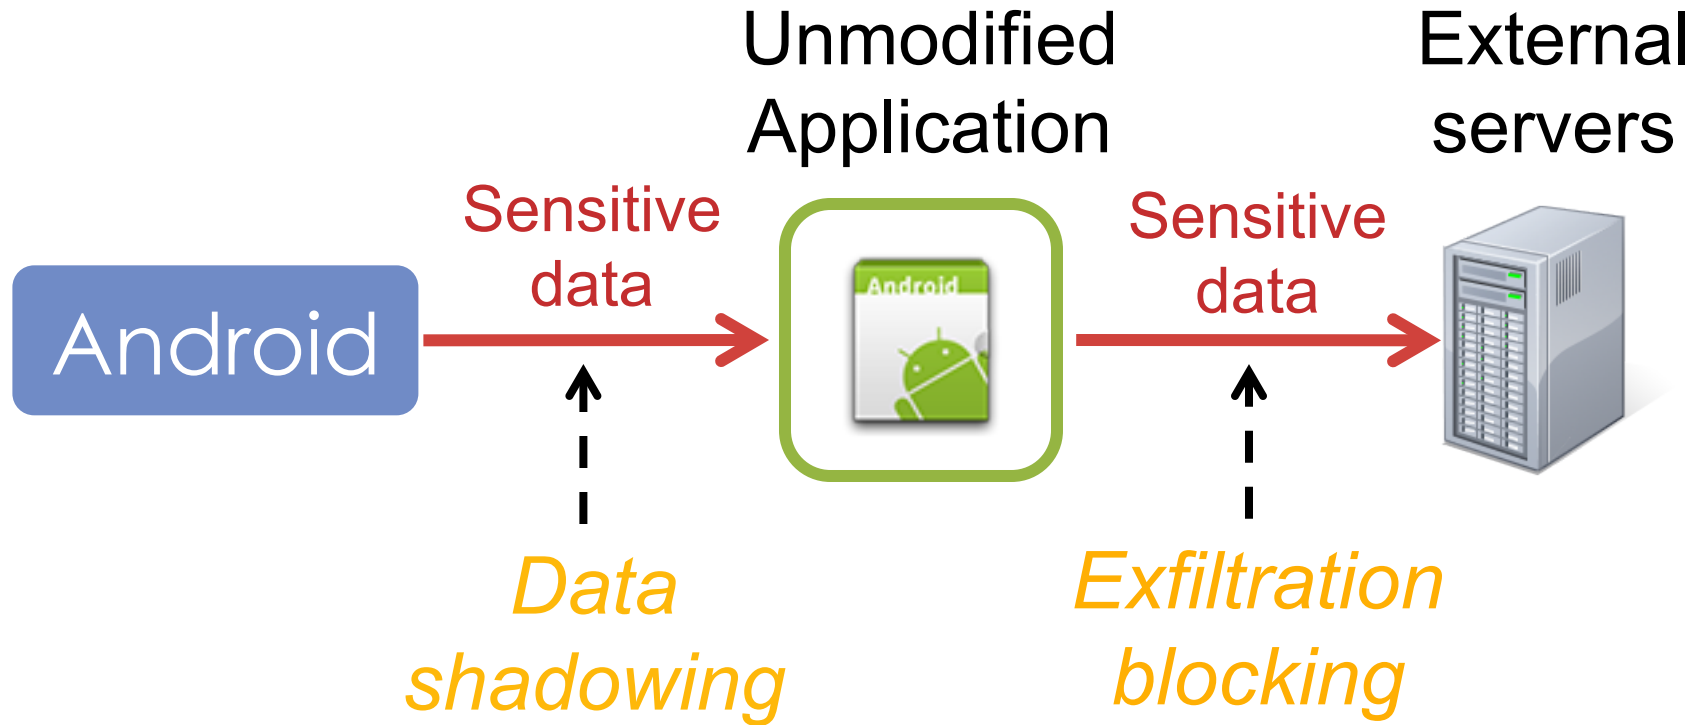 Unmodified
Application
External
servers
Sensitive
data
Sensitive
data
Android
Android
Data
shadowing
Exfiltration
blocking